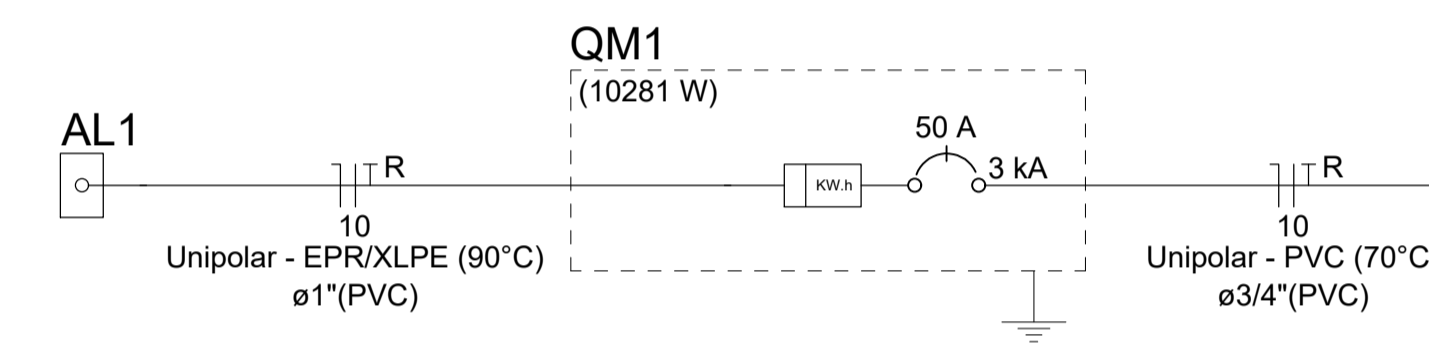 QM1
(10281 W)
AL1
50 A
R
3 kA
R
KW.h
10
10
Unipolar - EPR/XLPE (90°C)
Unipolar - PVC (70°C
ø1"(PVC)
ø3/4"(PVC)